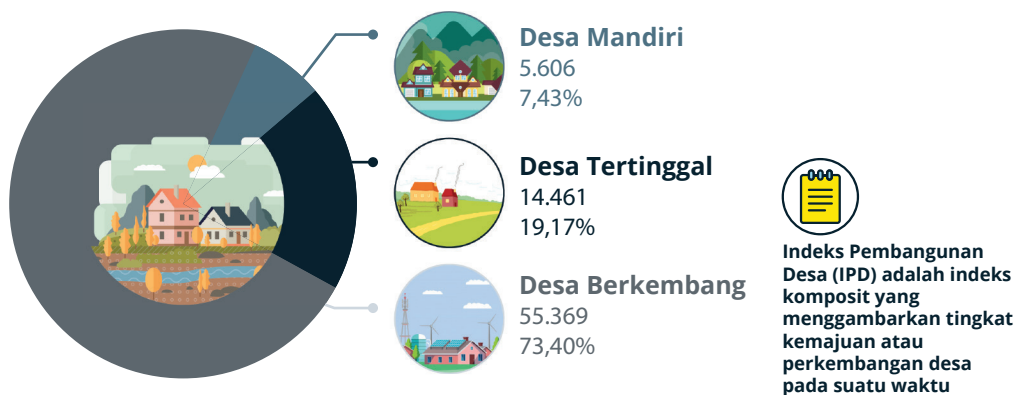 Desa Mandiri
5.606
7,43%
Desa Tertinggal
14.461
19,17%
Desa Berkembang
55.369
73,40%
Indeks Pembangunan
Desa (IPD) adalah indeks
komposit yang
menggambarkan tingkat
kemajuan atau
perkembangan desa
pada suatu waktu